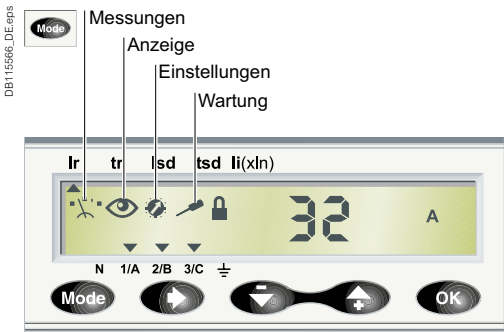 DB115566_DE.eps
Mode
Messungen
Anzeige
Einstellungen
Wartung
Ir tr Isd tsd Ii(xIn)
32 A
N 1/A 2/B 3/C
Mode - + OK